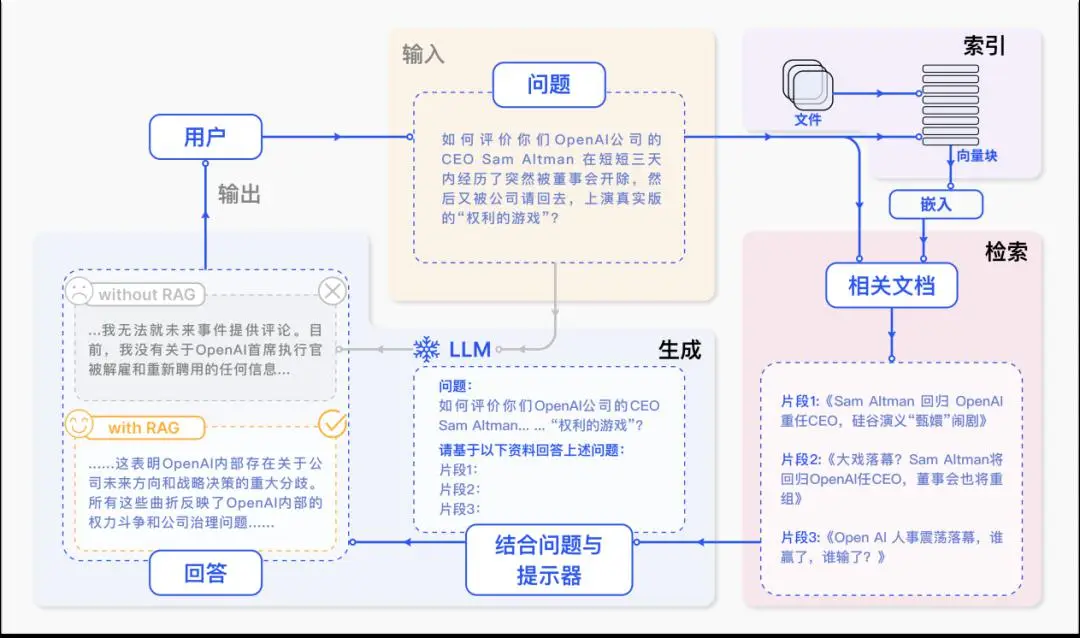 输入
问题
如何评价你们OpenAI公司的
CEO Sam Altman 在短短三天
内经历了突然被董事会开除，然
后又被公司请回去，上演真实版
的“权利的游戏”？
用户
输出
索引
文件
向量块
嵌入
检索
相关文档
片段1:《Sam Altman 回归 OpenAI
重任CEO，硅谷演义“甄嬛”闹剧》
片段2:《大戏落幕？Sam Altman将
回归OpenAI任CEO，董事会也将重
组》
片段3:《Open AI 人事震荡落幕，谁
赢了，谁输了？》
生成
LLM
问题：
如何评价你们OpenAI公司的CEO
Sam Altman... ... “权利的游戏”？
请基于以下资料回答上述问题：
片段1：
片段2：
片段3：
结合问题与
提示器
without RAG
...我无法就未来事件提供评论。目
前，我没有关于OpenAI首席执行官
被解雇和重新聘用的任何信息...
with RAG
......这表明OpenAI内部存在关于公
司未来方向和战略决策的重大分歧。
所有这些曲折反映了OpenAI内部的
权力斗争和公司治理问题......
回答